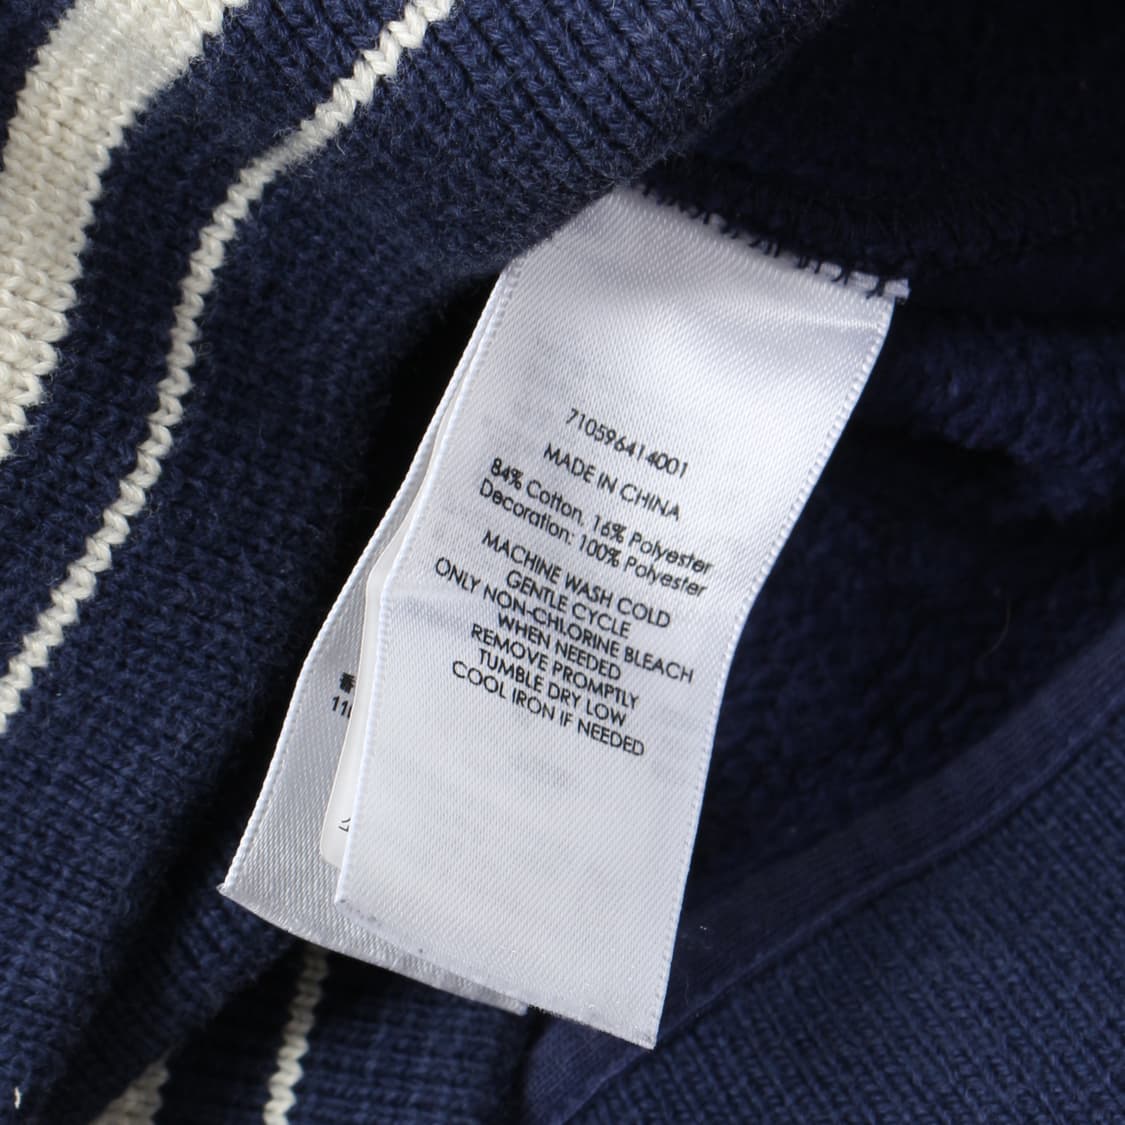 710596414001
MADE IN CHINA
84% Cotton, 16% Polyester
Decoration: 100% Polyester
MACHINE WASH COLD
GENTLE CYCLE
ONLY NON-CHLORINE BLEACH
WHEN NEEDED
REMOVE PROMPTLY
TUMBLE DRY LOW
COOL IRON IF NEEDED